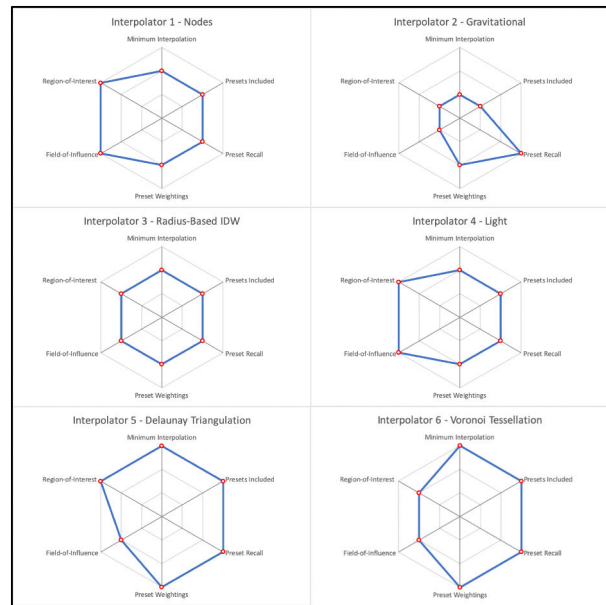 Interpolator 1 - Nodes
Minimum Interpolation
Region-of-Interest
Presets Included
Field-of-Influence
Preset Recall
Preset Weightings
Interpolator 2 - Gravitational
Minimum Interpolation
Region-of-Interest
Presets Included
Field-of-Influence
Preset Recall
Preset Weightings
Interpolator 3 - Radius-Based IDW
Minimum Interpolation
Region-of-Interest
Presets Included
Field-of-Influence
Preset Recall
Preset Weightings
Interpolator 4 - Light
Minimum Interpolation
Region-of-Interest
Presets Included
Field-of-Influence
Preset Recall
Preset Weightings
Interpolator 5 - Delaunay Triangulation
Minimum Interpolation
Region-of-Interest
Presets Included
Field-of-Influence
Preset Recall
Preset Weightings
Interpolator 6 - Voronoi Tessellation
Minimum Interpolation
Region-of-Interest
Presets Included
Field-of-Influence
Preset Recall
Preset Weightings